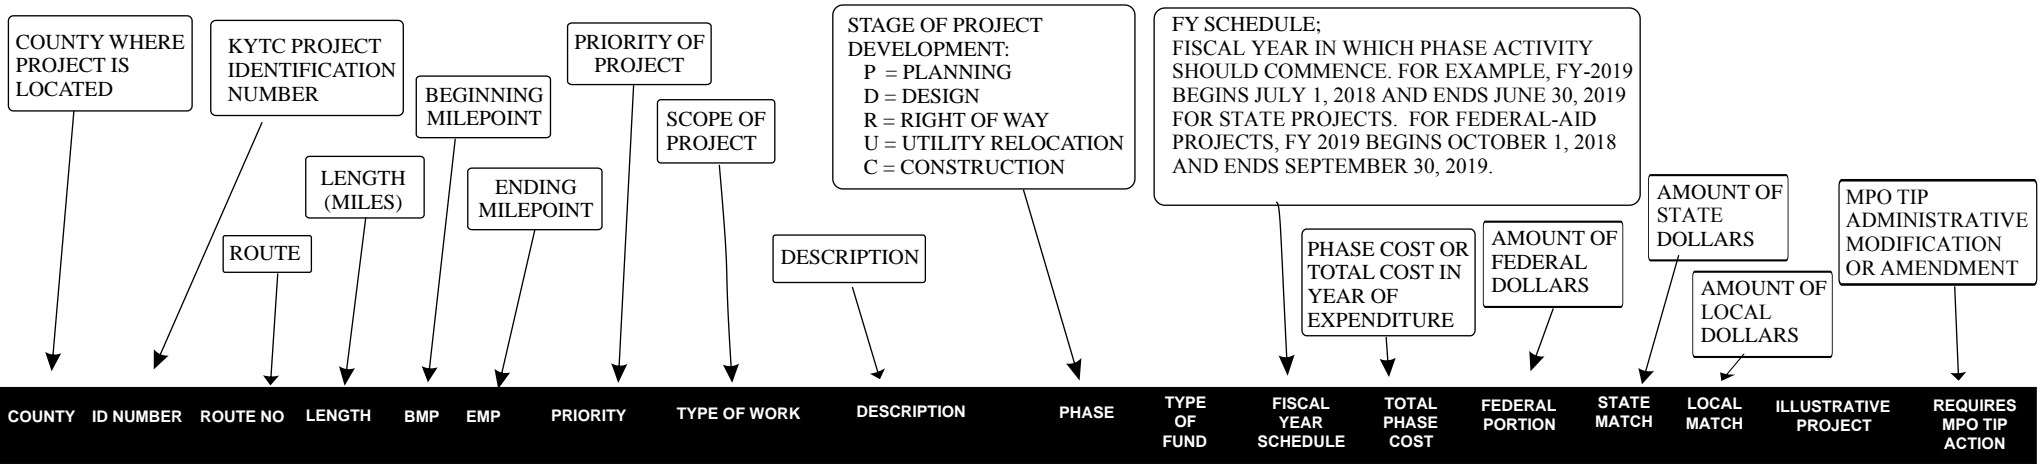 COUNTY WHERE
PROJECT IS
LOCATED
KYTC PROJECT
IDENTIFICATION
NUMBER
ROUTE
LENGTH
(MILES)
BEGINNING
MILEPOINT
ENDING
MILEPOINT
PRIORITY OF
PROJECT
SCOPE OF
PROJECT
DESCRIPTION
STAGE OF PROJECT
DEVELOPMENT:
P = PLANNING
D = DESIGN
R = RIGHT OF WAY
U = UTILITY RELOCATION
C = CONSTRUCTION
FY SCHEDULE;
FISCAL YEAR IN WHICH PHASE ACTIVITY
SHOULD COMMENCE. FOR EXAMPLE, FY-2019
BEGINS JULY 1, 2018 AND ENDS JUNE 30, 2019
FOR STATE PROJECTS. FOR FEDERAL-AID
PROJECTS, FY 2019 BEGINS OCTOBER 1, 2018
AND ENDS SEPTEMBER 30, 2019.
PHASE COST OR
TOTAL COST IN
YEAR OF
EXPENDITURE
AMOUNT OF
FEDERAL
DOLLARS
AMOUNT OF
STATE
DOLLARS
AMOUNT OF
LOCAL
DOLLARS
MPO TIP
ADMINISTRATIVE
MODIFICATION
OR AMENDMENT
COUNTY
ID NUMBER
ROUTE NO
LENGTH
BMP
EMP
PRIORITY
TYPE OF WORK
DESCRIPTION
PHASE
TYPE
OF
FUND
FISCAL
YEAR
SCHEDULE
TOTAL
PHASE
COST
FEDERAL
PORTION
STATE
MATCH
LOCAL
MATCH
ILLUSTRATIVE
PROJECT
REQUIRES
MPO TIP
ACTION